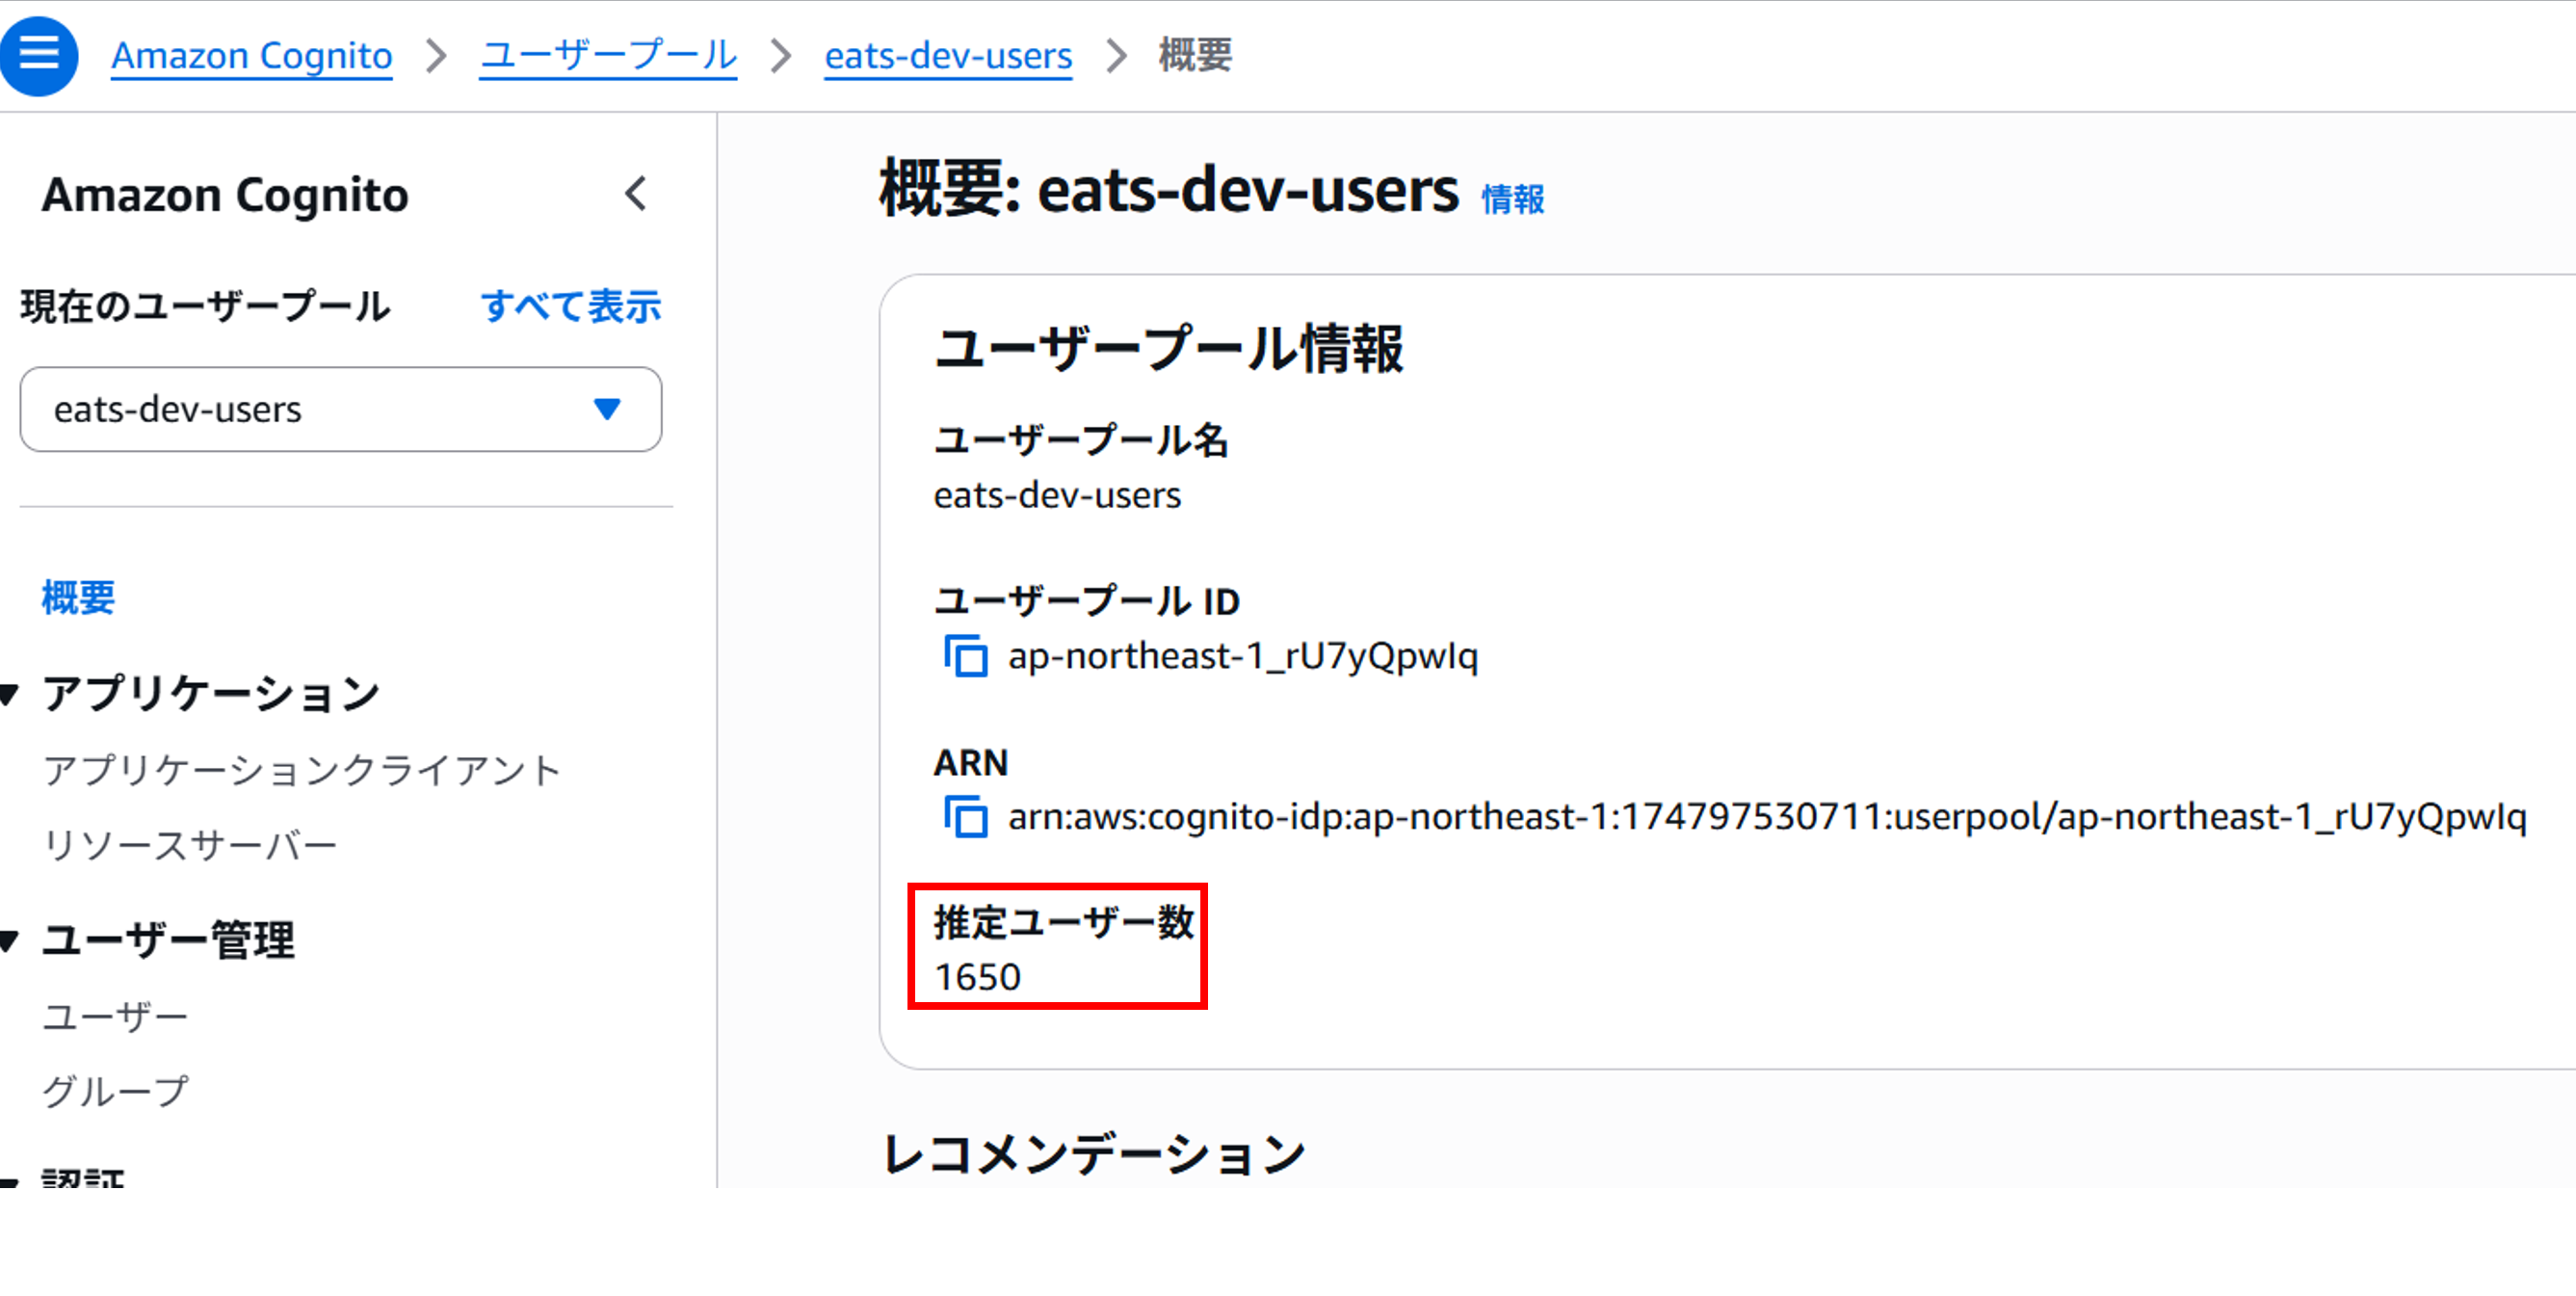 Amazon Cognito > ユーザープール > eats-dev-users > 概要
Amazon Cognito
現在のユーザープール すべて表示
eats-dev-users
概要
アプリケーション
アプリケーションクライアント
リソースサーバー
ユーザー管理
ユーザー
グループ
認証
概要: eats-dev-users 情報
ユーザープール情報
ユーザープール名
eats-dev-users
ユーザープール ID
ap-northeast-1_rU7yQpwIq
ARN
arn:aws:cognito-idp:ap-northeast-1:174797530711:userpool/ap-northeast-1_rU7yQpwIq
推定ユーザー数
1650
レコメンデーション